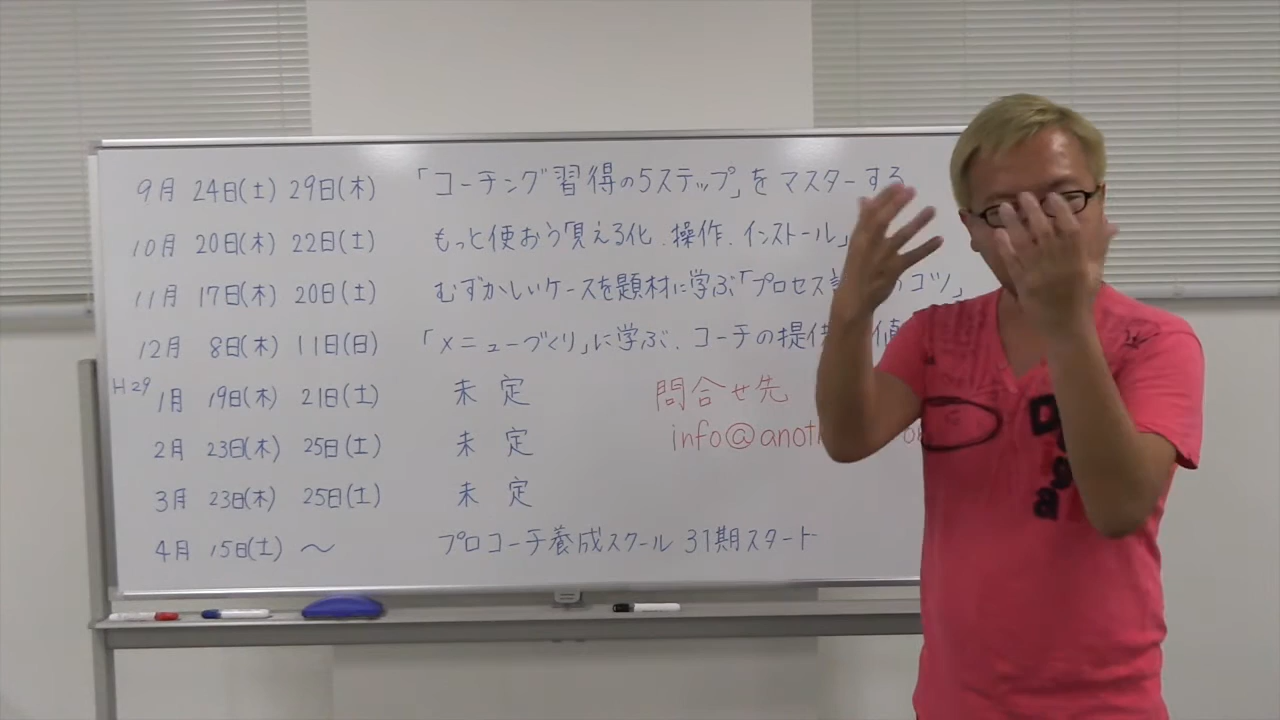 9月 24日(土) 29日(木) 「コーチング習得の5ステップ」をマスターする
10月 20日(木) 22日(土) もっと使おう「見える化、操作、インストール」
11月 17日(木) 20日(土) むずかしいケースを題材に学ぶ「プロセス のコツ」
12月 8日(木) 11日(日) 「メニューづくり」に学ぶ、コーチの提供
H29 1月 19日(木) 21日(土) 未定 問合せ先
2月 23日(木) 25日(土) 未定 info@anoth
3月 23日(木) 25日(土) 未定
4月 15日(土) 〜 プロコーチ養成スクール 31期スタート